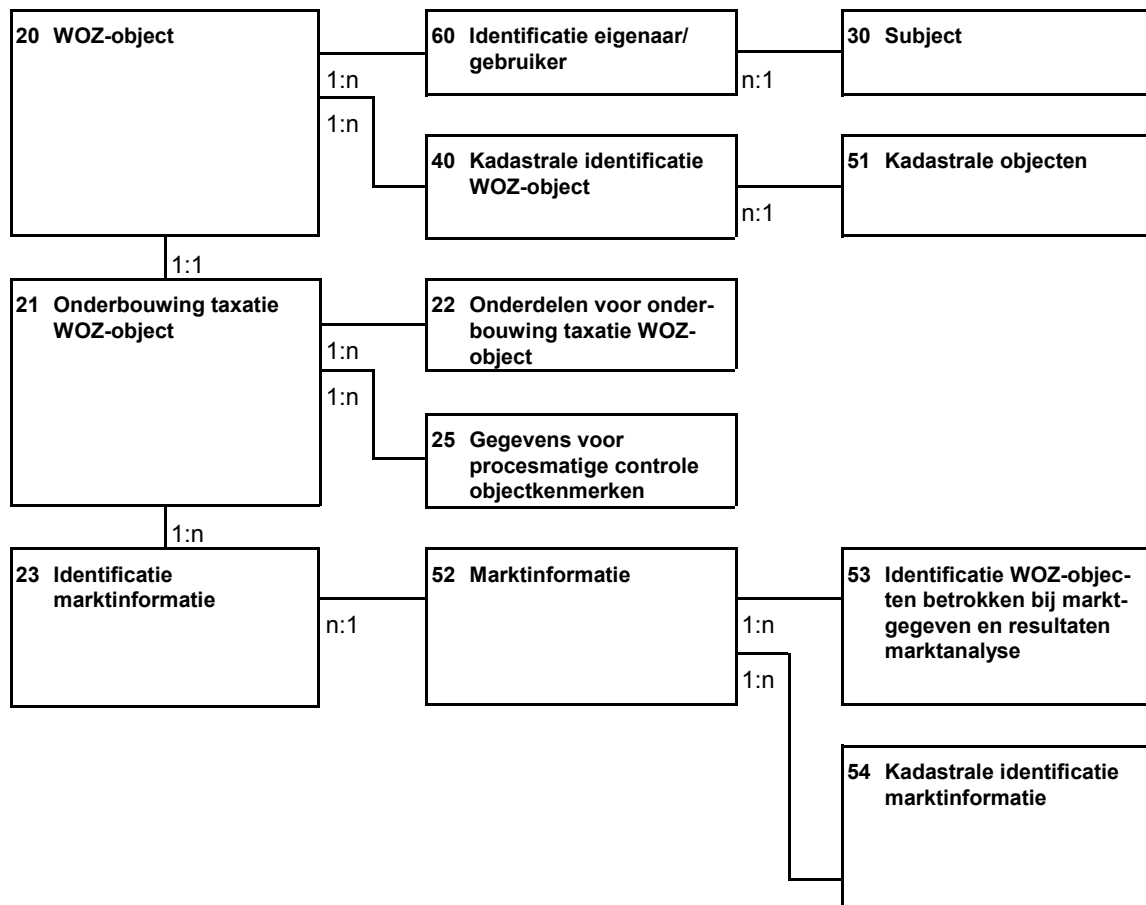 20 WOZ-object
60 Identificatie eigenaar/
gebruiker
30 Subject
1:n
n:1
1:n
40 Kadastrale identificatie
WOZ-object
51 Kadastrale objecten
n:1
1:1
21 Onderbouwing taxatie
WOZ-object
22 Onderdelen voor onder-
bouwing taxatie WOZ-
object
1:n
1:n
25 Gegevens voor
procesmatige controle
objectkenmerken
1:n
23 Identificatie
marktinformatie
52 Marktinformatie
53 Identificatie WOZ-objec-
ten betrokken bij markt-
gegeven en resultaten
marktanalyse
n:1
1:n
1:n
54 Kadastrale identificatie
marktinformatie